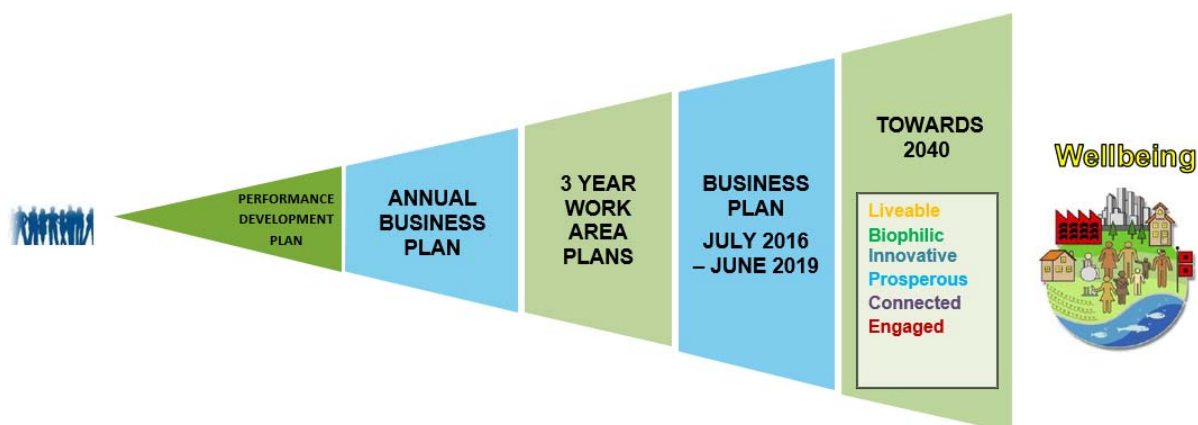 PERFORMANCE
DEVELOPMENT
PLAN
ANNUAL
BUSINESS
PLAN
3 YEAR
WORK
AREA
PLANS
BUSINESS
PLAN
JULY 2016
– JUNE 2019
TOWARDS
2040
Liveable
Biophilic
Innovative
Prosperous
Connected
Engaged
Wellbeing